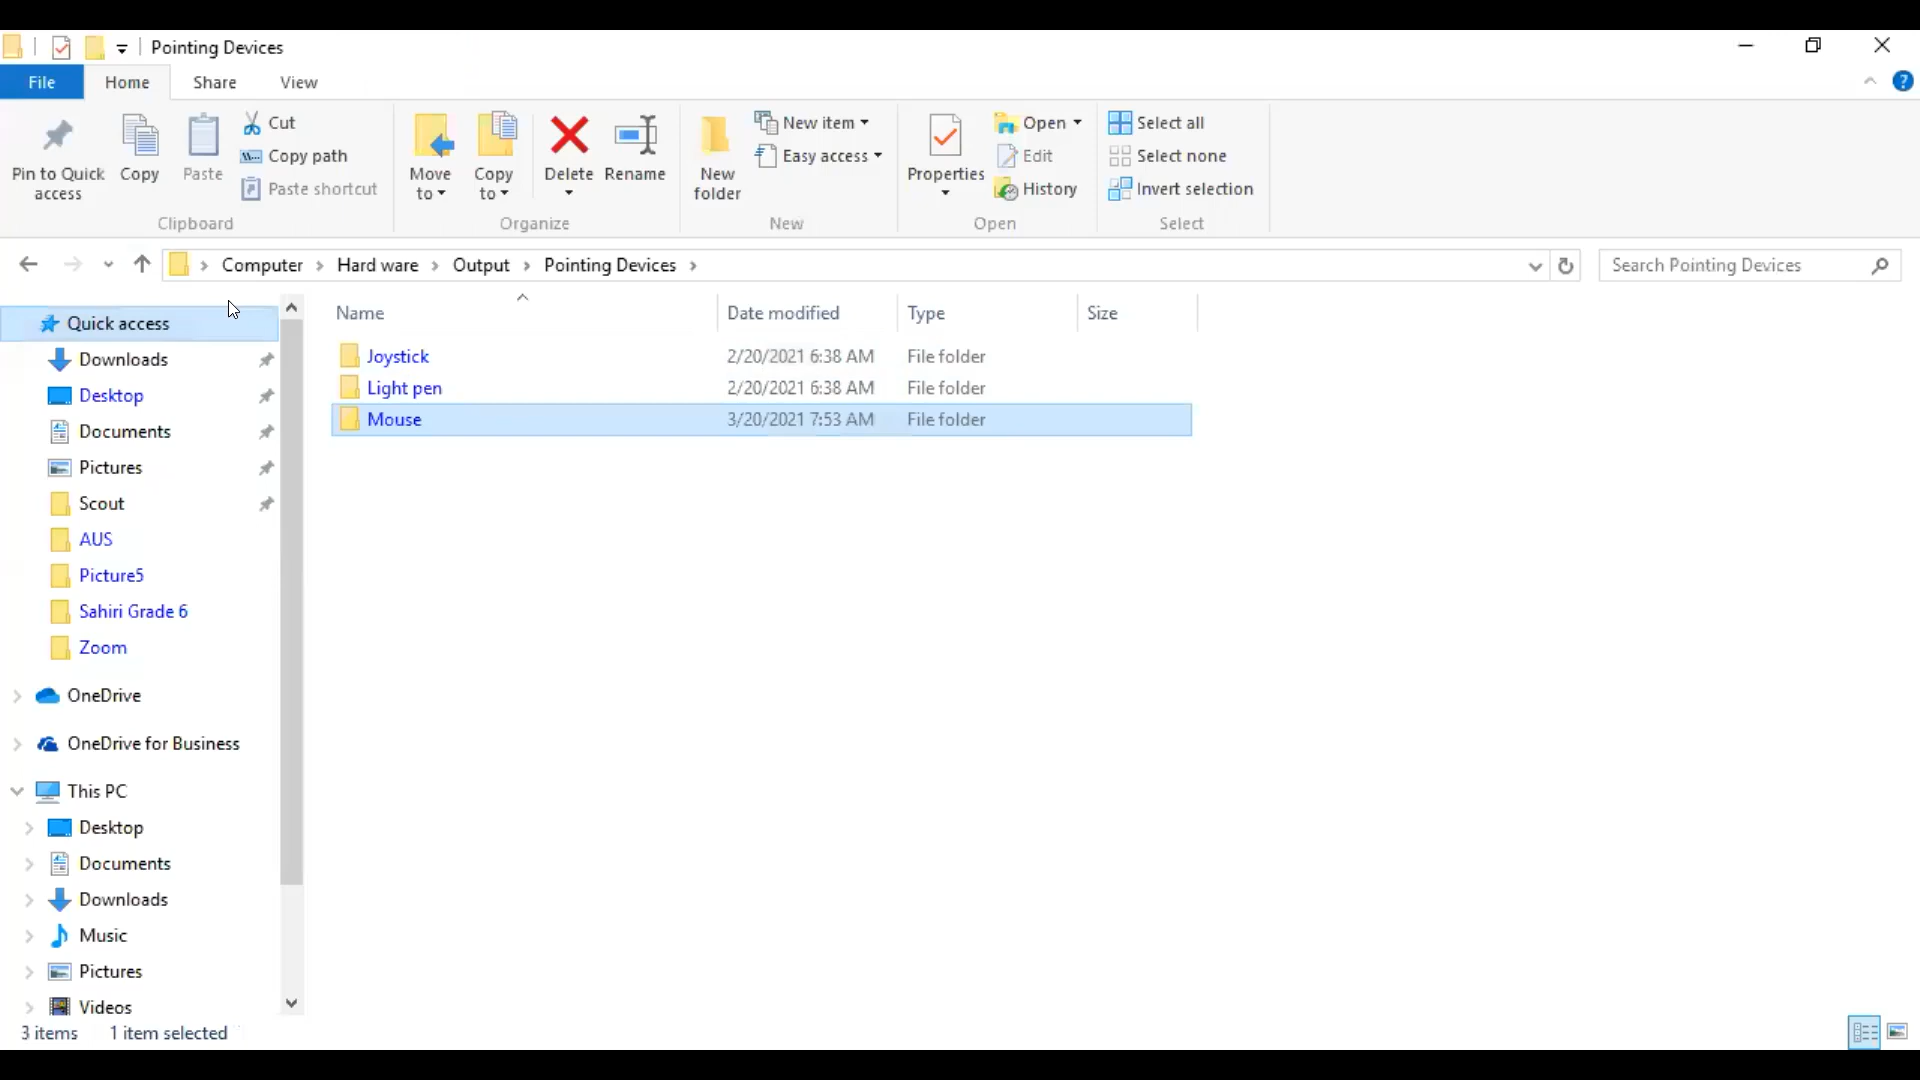 Pointing Devices
File Home Share View
Pin to Quick access
Copy
Paste
Cut
Copy path
Paste shortcut
Clipboard
Move to
Copy to
Delete
Rename
Organize
New folder
New item
Easy access
New
Properties
Open
Edit
History
Open
Select all
Select none
Invert selection
Select
Computer > Hard ware > Output > Pointing Devices >
Search Pointing Devices
Quick access
Downloads
Desktop
Documents
Pictures
Scout
AUS
Picture5
Sahiri Grade 6
Zoom
OneDrive
OneDrive for Business
This PC
Desktop
Documents
Downloads
Music
Pictures
Videos
Name Date modified Type Size
Joystick 2/20/2021 6:38 AM File folder
Light pen 2/20/2021 6:38 AM File folder
Mouse 3/20/2021 7:53 AM File folder
3 items 1 item selected